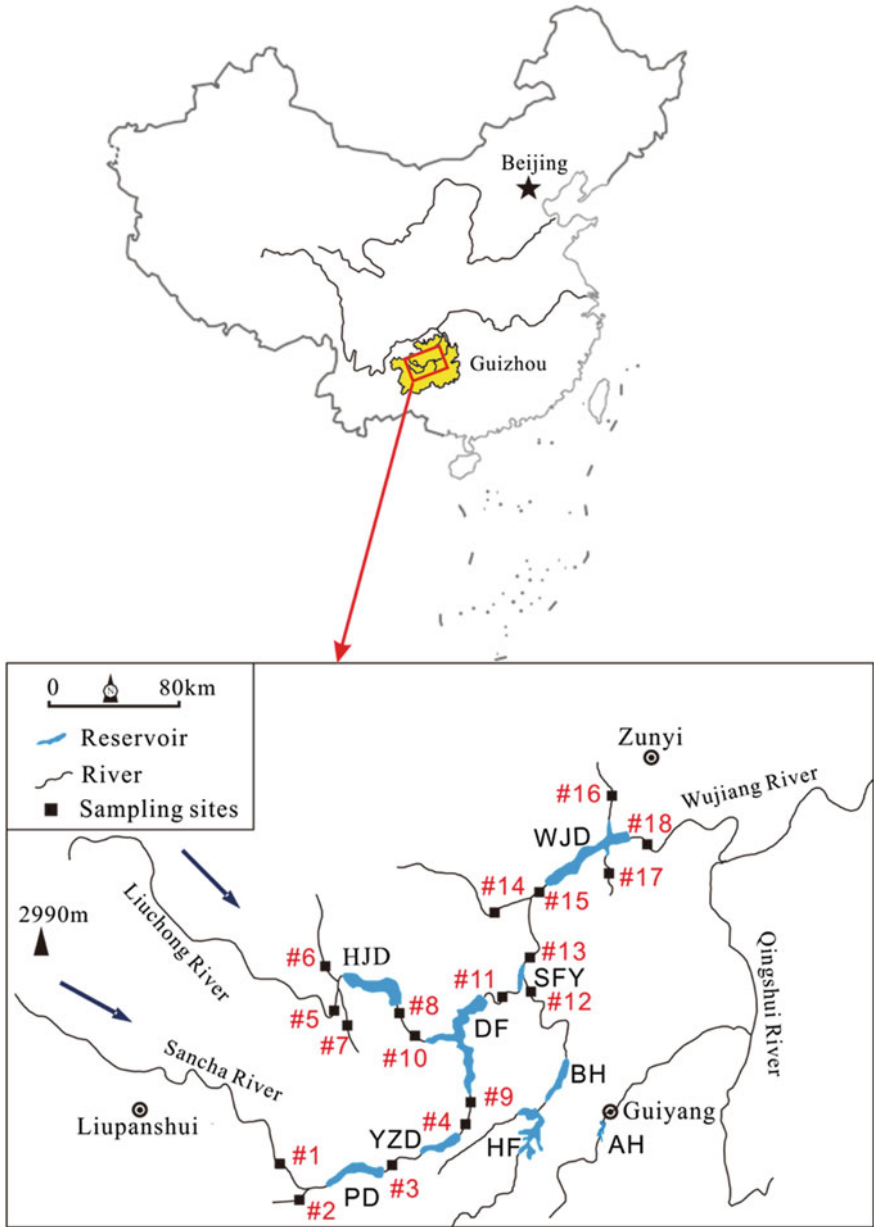 Beijing
Guizhou
0 N 80km
Reservoir
River
Sampling sites
Zunyi
Wujiang River
#16
#18
WJD
#17
#14
#15
Liuchong River
2990m
#13
#6
HJD
SFY
#11
#12
Qingshui River
#5
#8
#7
DF
#10
Sancha River
BH
#9
Guiyang
Liupanshui
#4
YZD
HF
AH
#1
#3
PD
#2